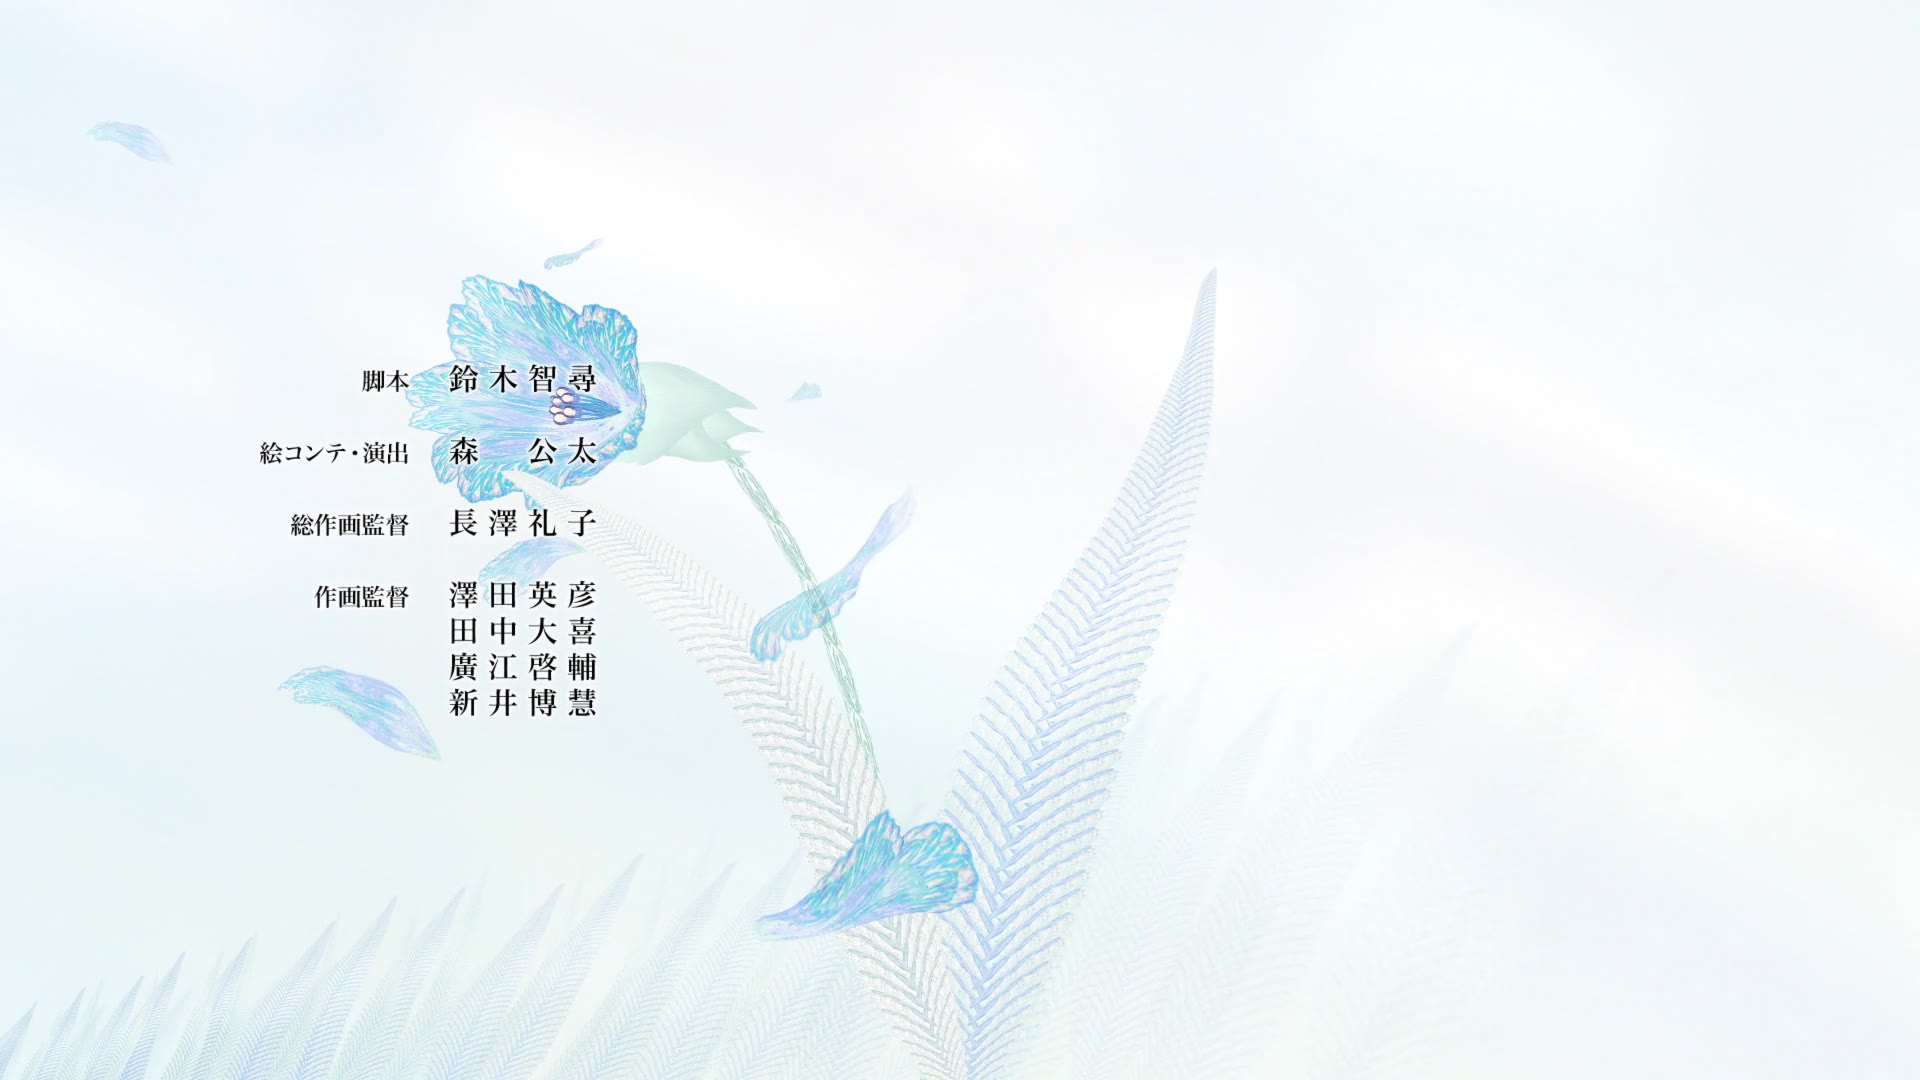 脚本 鈴木智尋
絵コンテ・演出 森 公太
総作画監督 長澤礼子
作画監督 澤田英彦
田中大喜
廣江啓輔
新井博慧